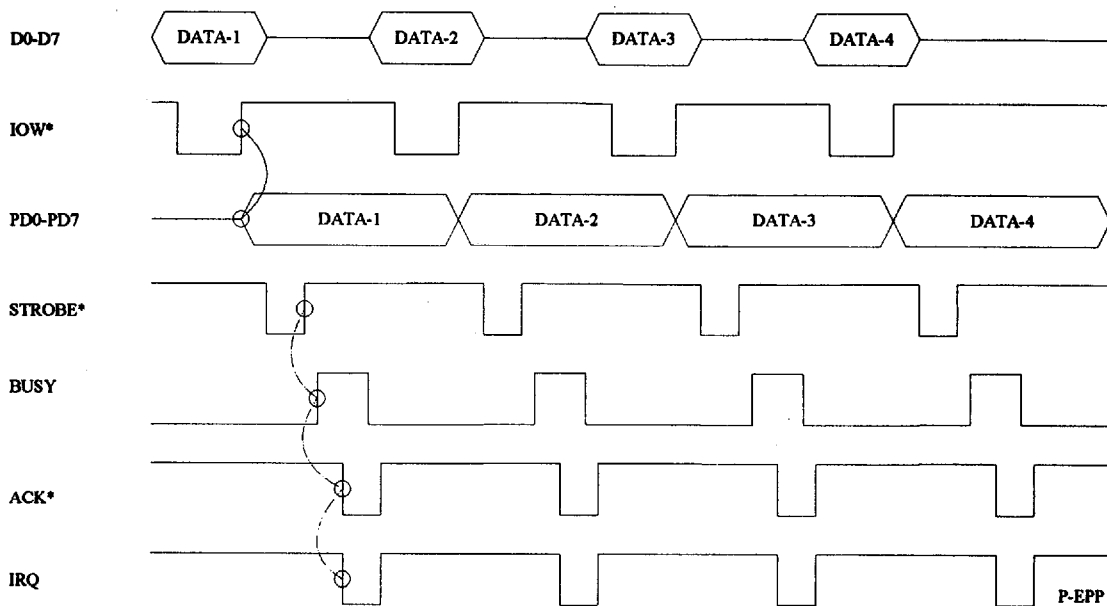 D0-D7 DATA-1 DATA-2 DATA-3 DATA-4
IOW*
PD0-PD7 DATA-1 DATA-2 DATA-3 DATA-4
STROBE*
BUSY
ACK*
IRQ
P-EPP